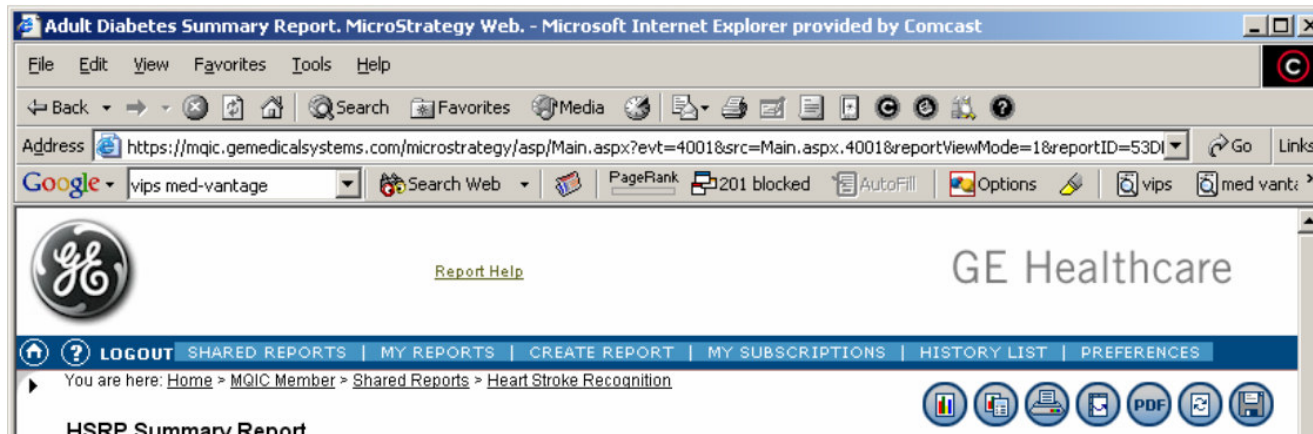 Adult Diabetes Summary Report. MicroStrategy Web. - Microsoft Internet Explorer provided by Comcast
File Edit View Favorites Tools Help
Back Search Favorites Media
Address https://mqic.gemedicalsystems.com/microstrategy/asp/Main.aspx?evt=4001&src=Main.aspx.4001&reportViewMode=1&reportID=53D Go Links
Google vips med-vantage Search Web PageRank 201 blocked AutoFill Options vips med vanta
GE Report Help GE Healthcare
LOGOUT SHARED REPORTS | MY REPORTS | CREATE REPORT | MY SUBSCRIPTIONS | HISTORY LIST | PREFERENCES
You are here: Home > MQIC Member > Shared Reports > Heart Stroke Recognition
PDF
HSRP Summary Report